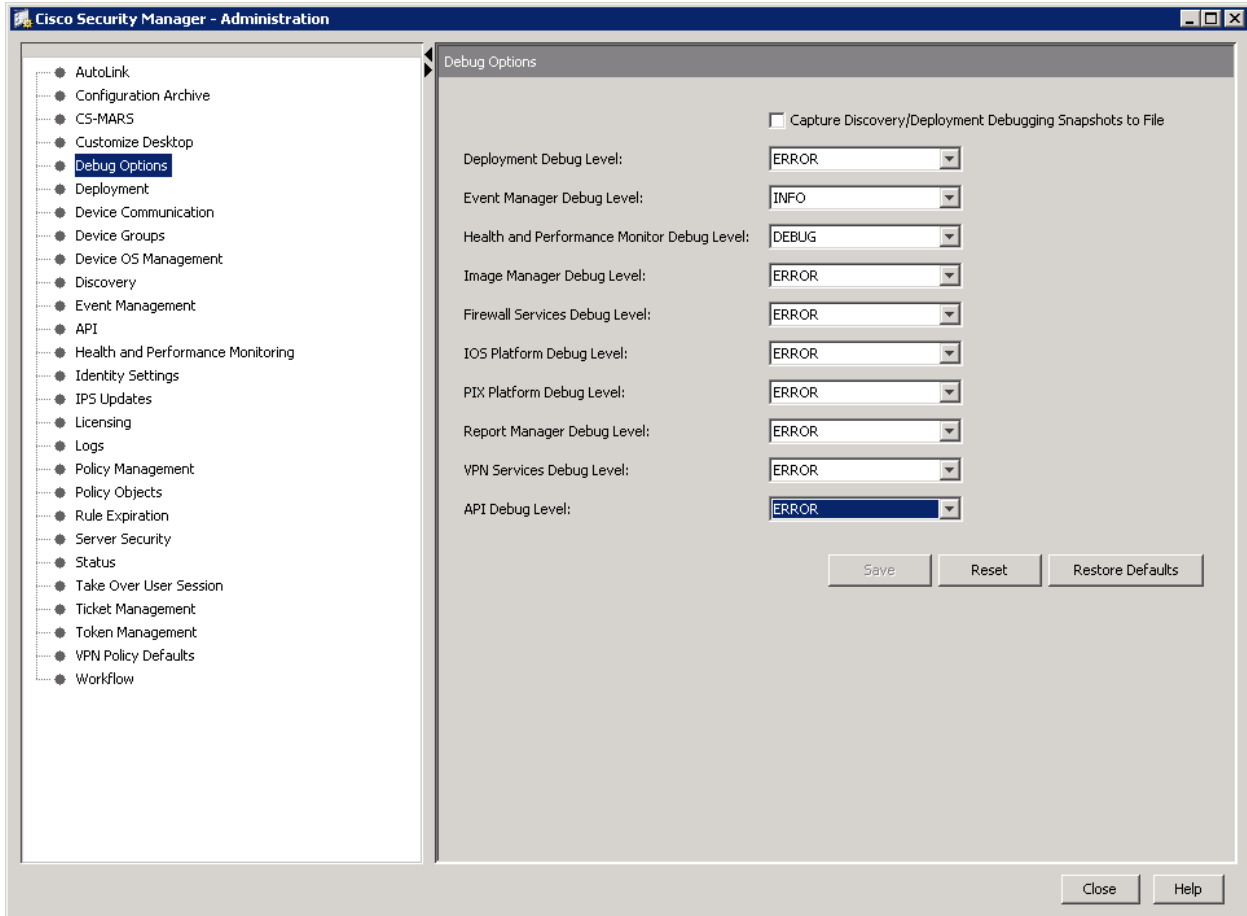 Cisco Security Manager - Administration
AutoLink
Configuration Archive
CS-MARS
Customize Desktop
Debug Options
Deployment
Device Communication
Device Groups
Device OS Management
Discovery
Event Management
API
Health and Performance Monitoring
Identity Settings
IPS Updates
Licensing
Logs
Policy Management
Policy Objects
Rule Expiration
Server Security
Status
Take Over User Session
Ticket Management
Token Management
VPN Policy Defaults
Workflow
Debug Options
Capture Discovery/Deployment Debugging Snapshots to File
Deployment Debug Level: ERROR
Event Manager Debug Level: INFO
Health and Performance Monitor Debug Level: DEBUG
Image Manager Debug Level: ERROR
Firewall Services Debug Level: ERROR
IOS Platform Debug Level: ERROR
PIX Platform Debug Level: ERROR
Report Manager Debug Level: ERROR
VPN Services Debug Level: ERROR
API Debug Level: ERROR
Save Reset Restore Defaults
Close Help